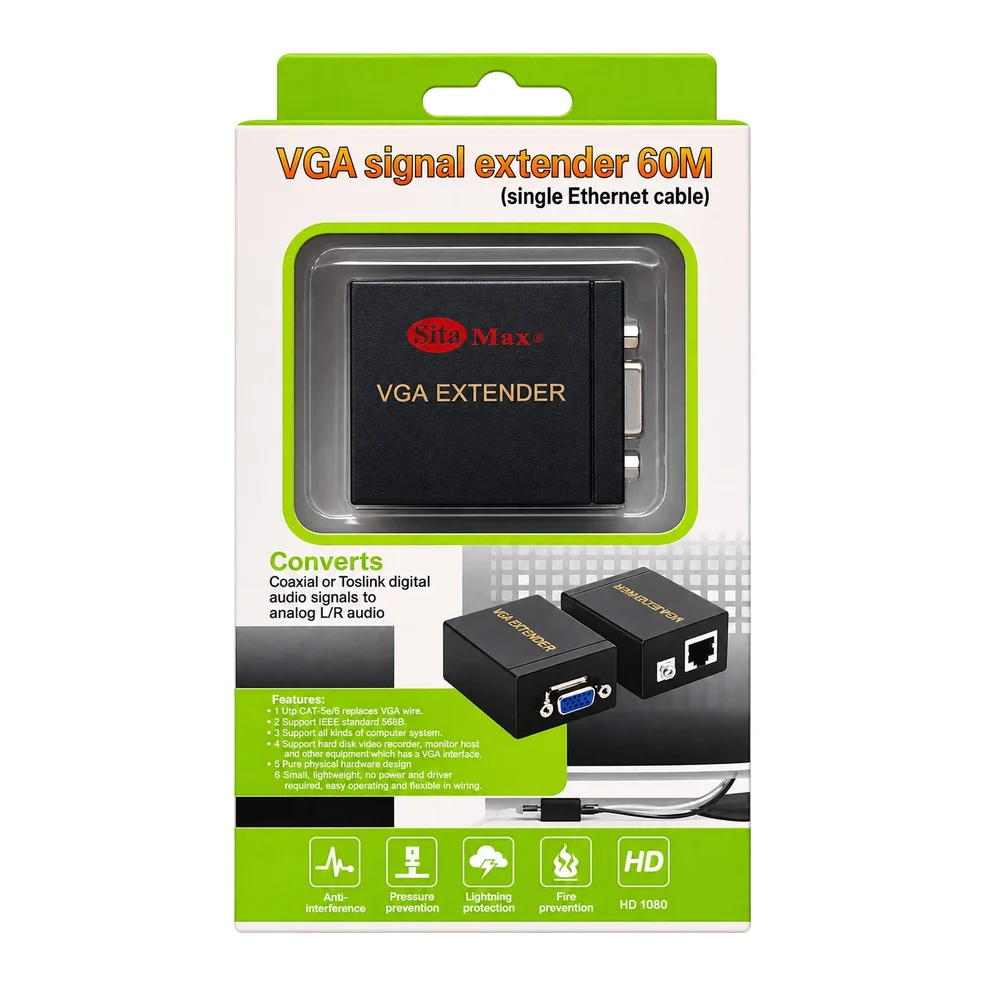 VGA signal extender 60M
(single Ethernet cable)
Sita Max®
VGA EXTENDER
Converts
Coaxial or Toslink digital
audio signals to
analog L/R audio
VGA EXTENDER
Features:
• 1 Utp CAT-5e/6 replaces VGA wire.
• 2 Support IEEE standard 568B.
• 3 Support all kinds of computer system.
• 4 Support hard disk video recorder, monitor host
and other equipment which has a VGA interface.
• 5 Pure physical hardware design
6 Small, lightweight, no power and driver
required, easy operating and flexible in wiring.
Anti-
interference
Pressure
prevention
Lightning
protection
Fire
prevention
HD
HD 1080